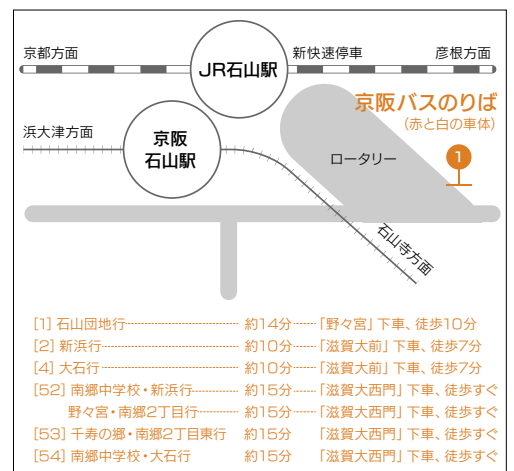 京都方面
JR石山駅
新快速停車
彦根方面
京阪バスのりば
(赤と白の車体)
浜大津方面
京阪
石山駅
ロータリー
1
石山寺方面
[1] 石山団地行 約14分 「野々宮」下車、徒歩10分
[2] 新浜行 約10分 「滋賀大前」下車、徒歩7分
[4] 大石行 約10分 「滋賀大前」下車、徒歩7分
[52] 南郷中学校・新浜行 約15分 「滋賀大西門」下車、徒歩すぐ
野々宮・南郷2丁目行 約15分 「滋賀大西門」下車、徒歩すぐ
[53] 千寿の郷・南郷2丁目東行 約15分 「滋賀大西門」下車、徒歩すぐ
[54] 南郷中学校・大石行 約15分 「滋賀大西門」下車、徒歩すぐ